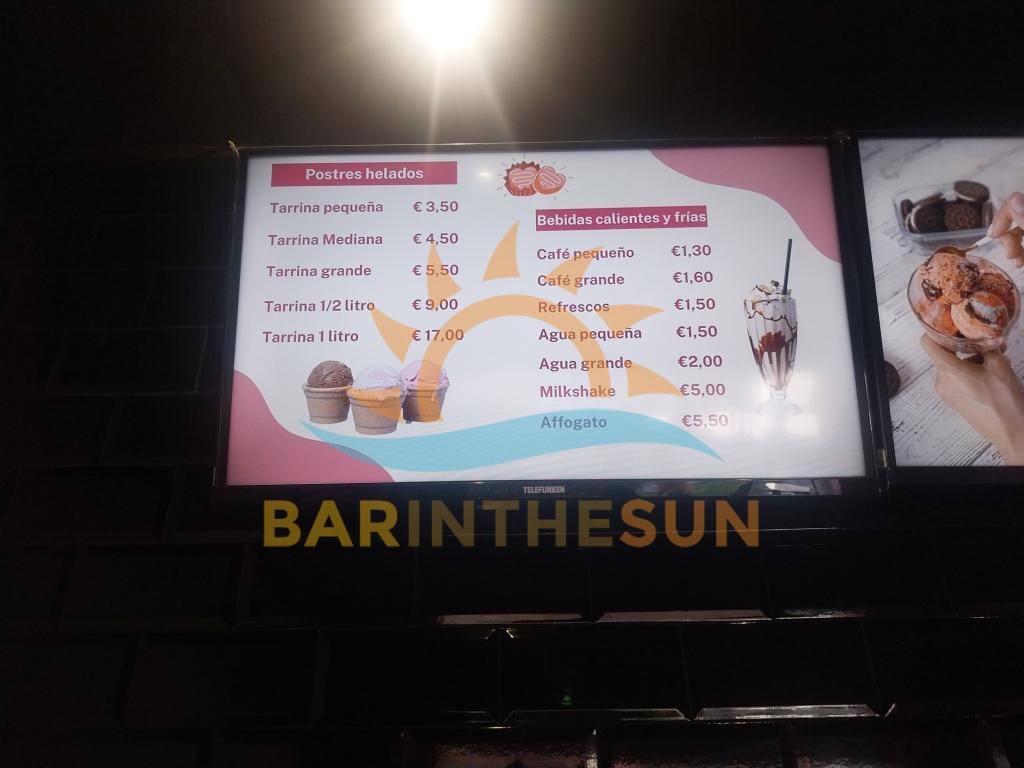 Postres helados
Tarrina pequeña € 3,50
Tarrina Mediana € 4,50
Tarrina grande € 5,50
Tarrina 1/2 litro € 9,00
Tarrina 1 litro € 17,00
Bebidas calientes y frías
Café pequeño €1,30
Café grande €1,60
Refrescos €1,50
Agua pequeña €1,50
Agua grande €2,00
Milkshake €5,00
Affogato €5,50
TELEFUNKEN
BARINTHESUN